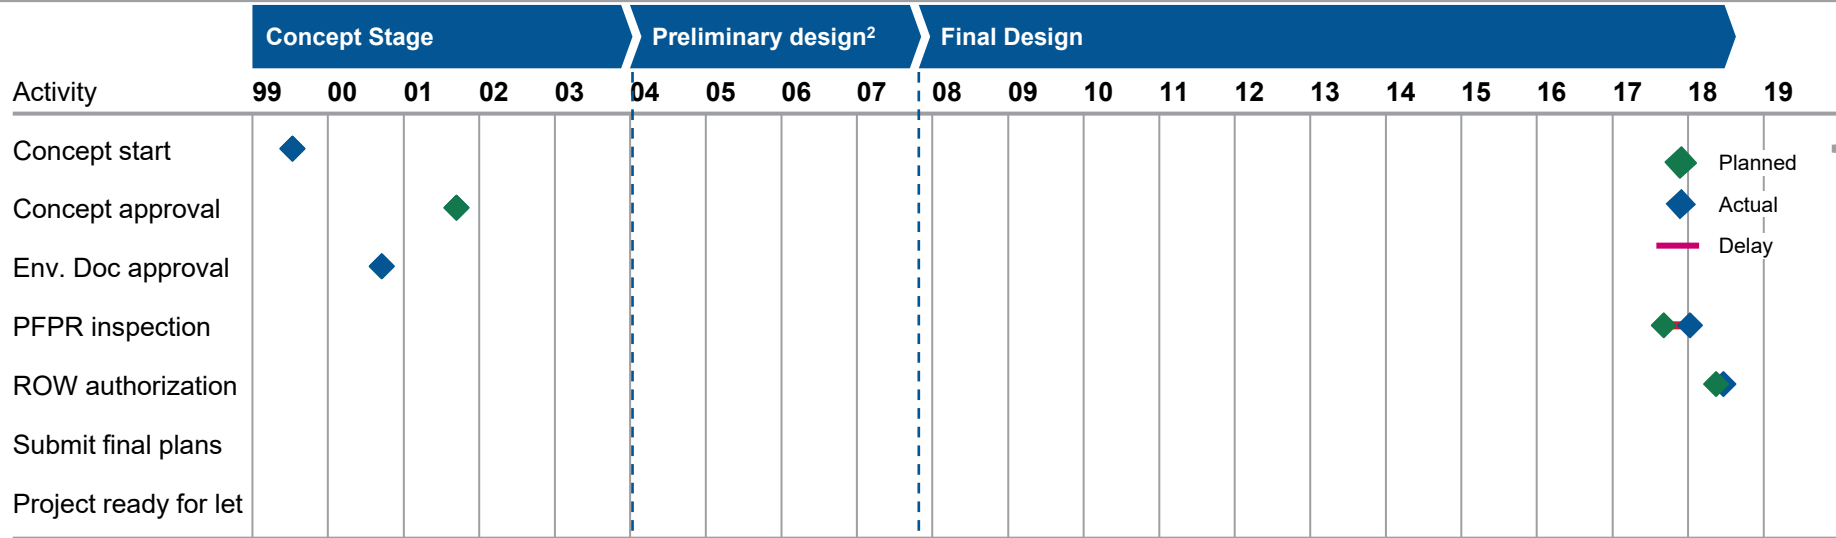 Concept Stage Preliminary design² Final Design
Activity 99 00 01 02 03 04 05 06 07 08 09 10 11 12 13 14 15 16 17 18 19
Concept start
Planned
Concept approval
Actual
Delay
Env. Doc approval
PFPR inspection
ROW authorization
Submit final plans
Project ready for let